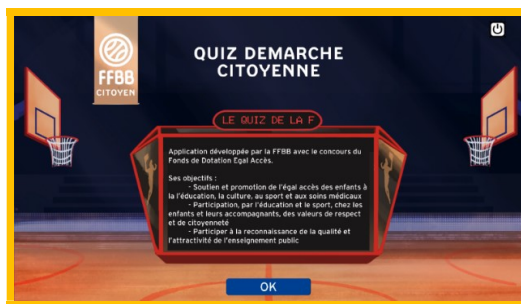 FFBB
CITOYEN
QUIZ DEMARCHE
CITOYENNE
LE QUIZ DE LA F
Application développée par la FFBB avec le concours du
Fonds de Dotation Egal Accès.
Ses objectifs :
- Soutien et promotion de l'égal accès des enfants à
la l'éducation, la culture, au sport et aux soins médicaux
- Participation, par l'éducation et le sport, chez les
enfants et leurs accompagnants, des valeurs de respect
et de citoyenneté
- Participer à la reconnaissance de la qualité et
l'attractivité de l'enseignement public
OK